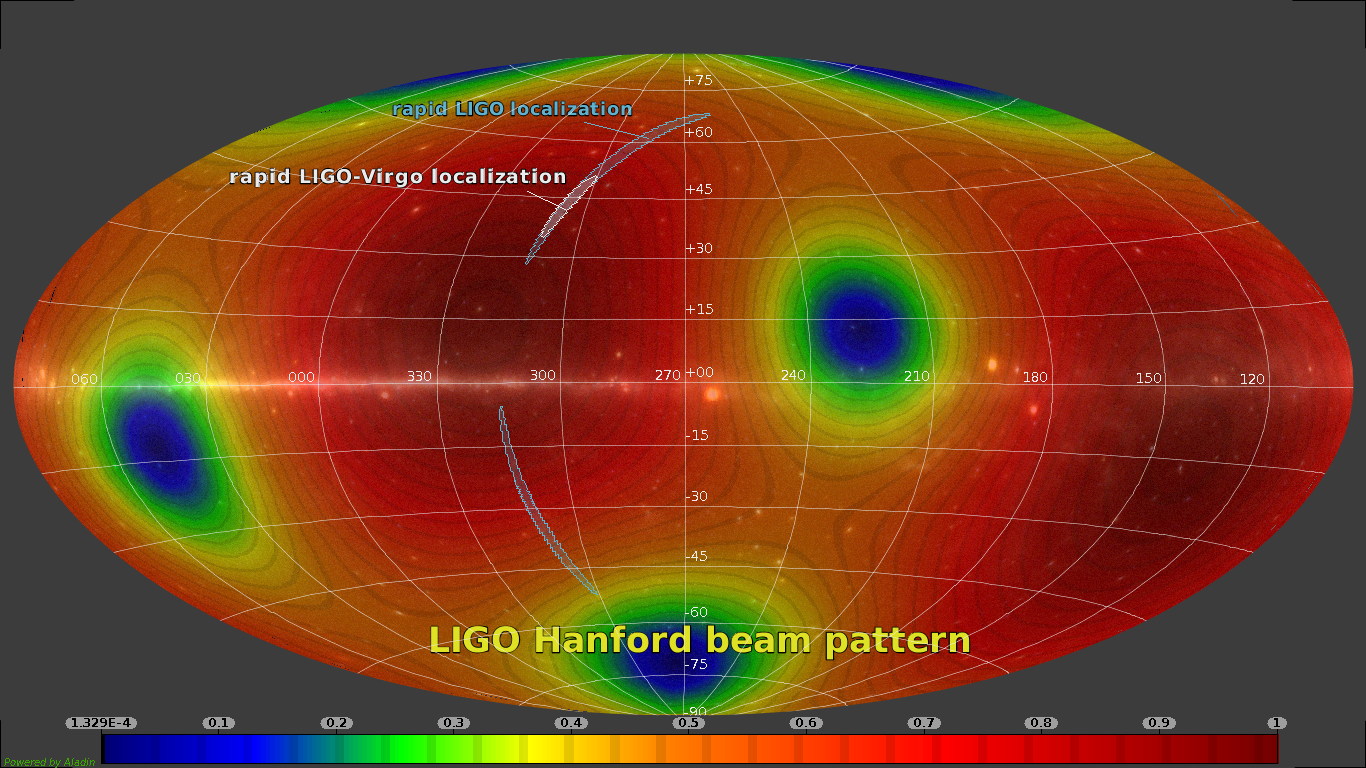 +75
rapid LIGO localization
+60
rapid LIGO-Virgo localization
+45
+30
+15
060 030 000 330 300 270 +00 240 210 180 150 120
-15
-30
-45
-60
LIGO Hanford beam pattern
-75
-90
1.329E-4 0.1 0.2 0.3 0.4 0.5 0.6 0.7 0.8 0.9 1
Powered by Aladin